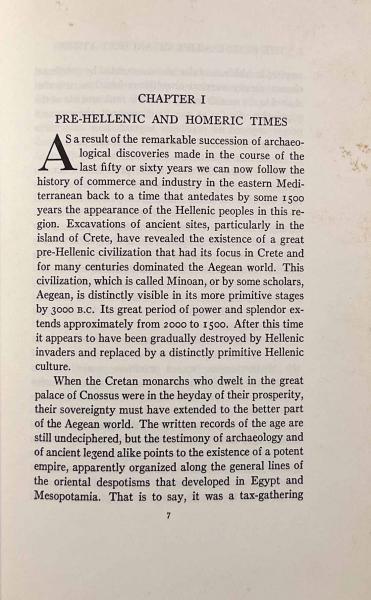 CHAPTER I
PRE-HELLENIC AND HOMERIC TIMES
AS a result of the remarkable succession of archaeo-
logical discoveries made in the course of the
last fifty or sixty years we can now follow the
history of commerce and industry in the eastern Medi-
terranean back to a time that antedates by some 1500
years the appearance of the Hellenic peoples in this re-
gion. Excavations of ancient sites, particularly in the
island of Crete, have revealed the existence of a great
pre-Hellenic civilization that had its focus in Crete and
for many centuries dominated the Aegean world. This
civilization, which is called Minoan, or by some scholars,
Aegean, is distinctly visible in its more primitive stages
by 3000 B.C. Its great period of power and splendor ex-
tends approximately from 2000 to 1500. After this time
it appears to have been gradually destroyed by Hellenic
invaders and replaced by a distinctly primitive Hellenic
culture.
When the Cretan monarchs who dwelt in the great
palace of Cnossus were in the heyday of their prosperity,
their sovereignty must have extended to the better part
of the Aegean world. The written records of the age are
still undeciphered, but the testimony of archaeology and
of ancient legend alike points to the existence of a potent
empire, apparently organized along the general lines of
the oriental despotisms that developed in Egypt and
Mesopotamia. That is to say, it was a tax-gathering
7